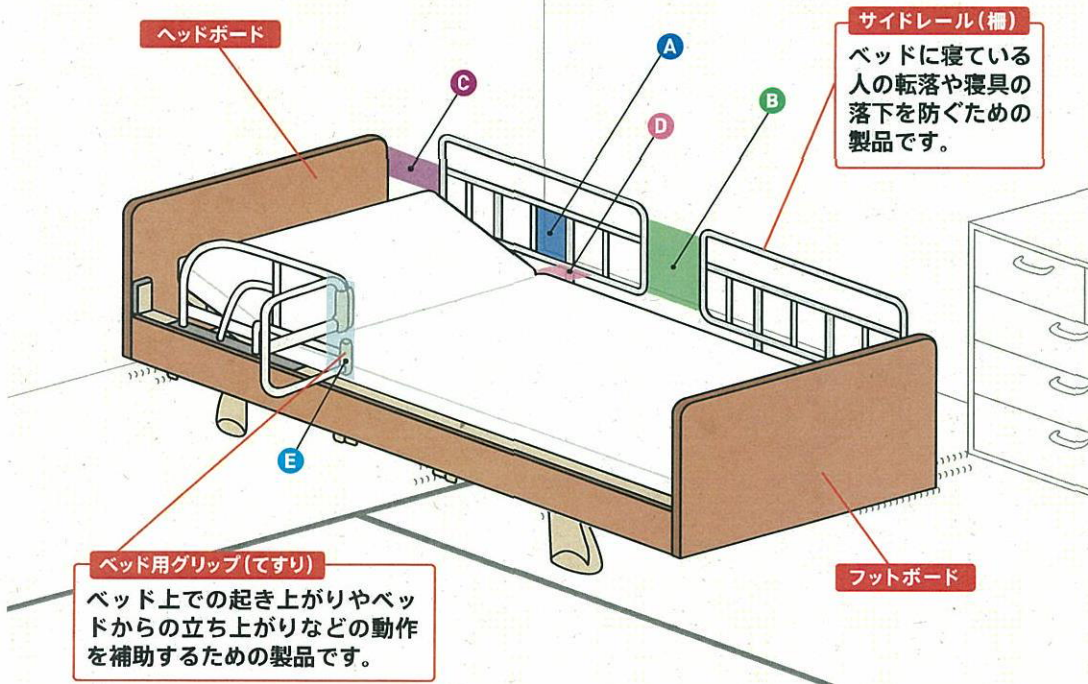 ヘッドボード
A
サイドレール(柵)
ベッドに寝ている
人の転落や寝具の
落下を防ぐための
製品です。
C
B
D
E
ベッド用グリップ(てすり)
ベッド上での起き上がりやベッ
ドからの立ち上がりなどの動作
を補助するための製品です。
フットボード